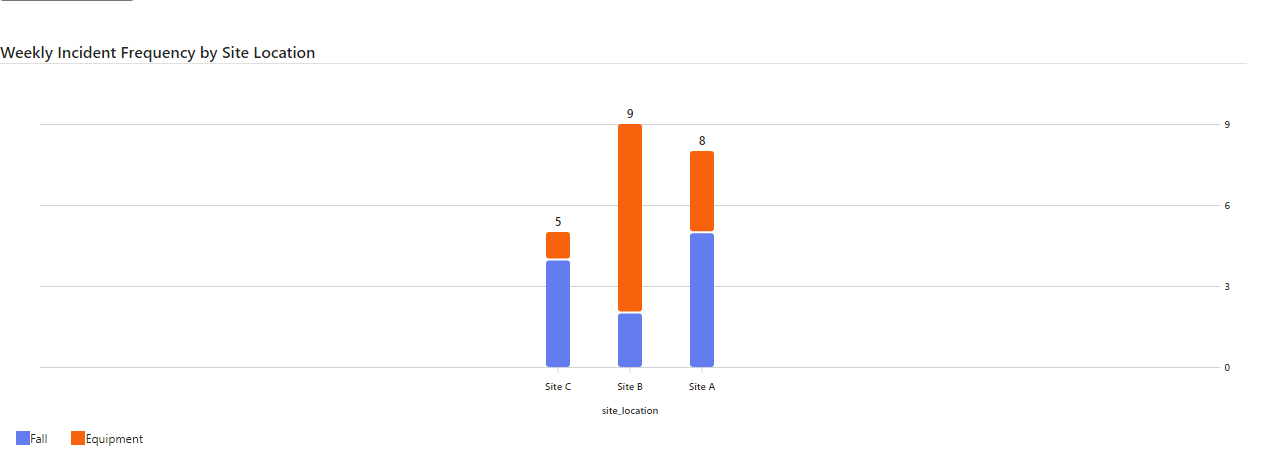 Weekly Incident Frequency by Site Location
9
8
5
9
6
3
0
Site C Site B Site A
site_location
Fall Equipment